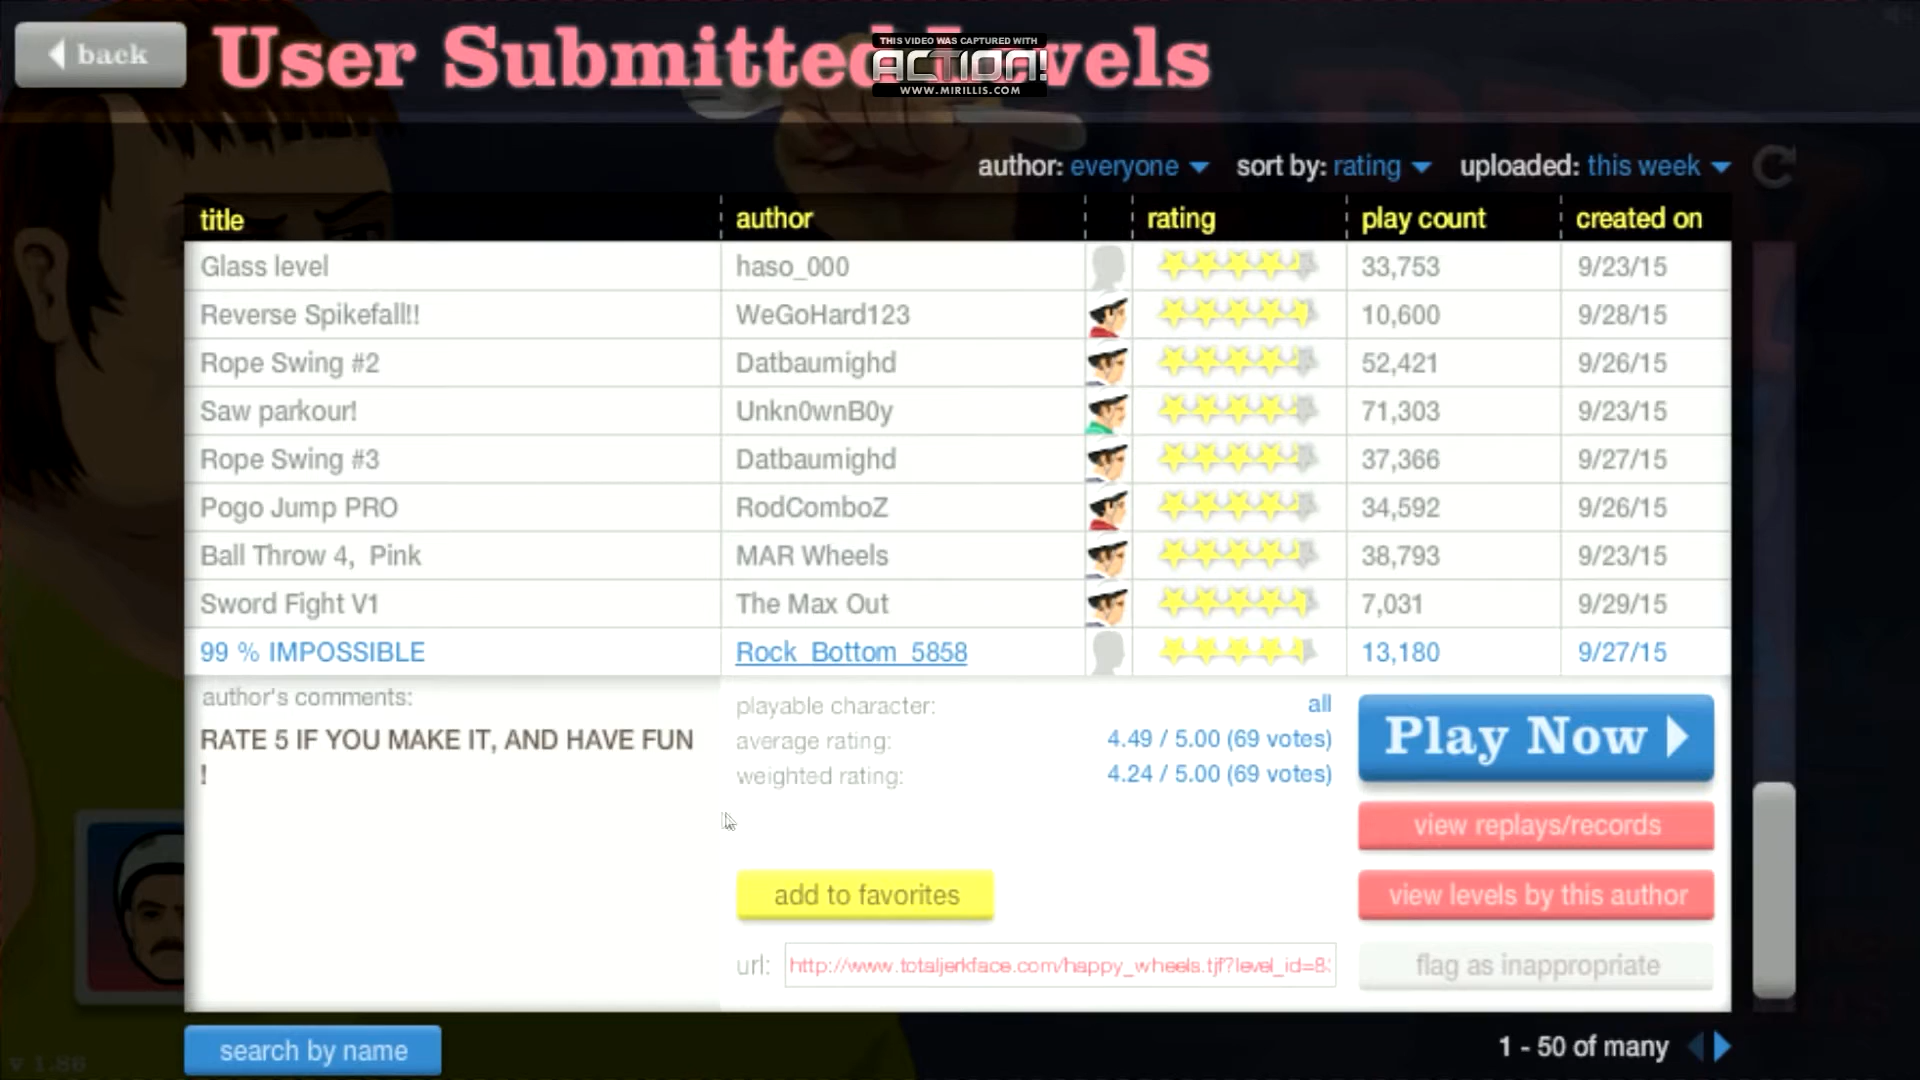 back
User Submitted Levels
THIS VIDEO WAS CAPTURED WITH
ACTION!
WWW.MIRILLIS.COM
author: everyone sort by: rating uploaded: this week
title author rating play count created on
Glass level haso_000 33,753 9/23/15
Reverse Spikefall!! WeGoHard123 10,600 9/28/15
Rope Swing #2 Datbaumighd 52,421 9/26/15
Saw parkour! Unkn0wnB0y 71,303 9/23/15
Rope Swing #3 Datbaumighd 37,366 9/27/15
Pogo Jump PRO RodComboZ 34,592 9/26/15
Ball Throw 4, Pink MAR Wheels 38,793 9/23/15
Sword Fight V1 The Max Out 7,031 9/29/15
99 % IMPOSSIBLE Rock_Bottom_5858 13,180 9/27/15
author's comments:
RATE 5 IF YOU MAKE IT, AND HAVE FUN
!
playable character: all
average rating: 4.49 / 5.00 (69 votes)
weighted rating: 4.24 / 5.00 (69 votes)
Play Now
view replays/records
add to favorites
view levels by this author
url: http://www.totaljerkface.com/happy_wheels.tjf?level_id=8
flag as inappropriate
search by name
1 - 50 of many
v 1.86